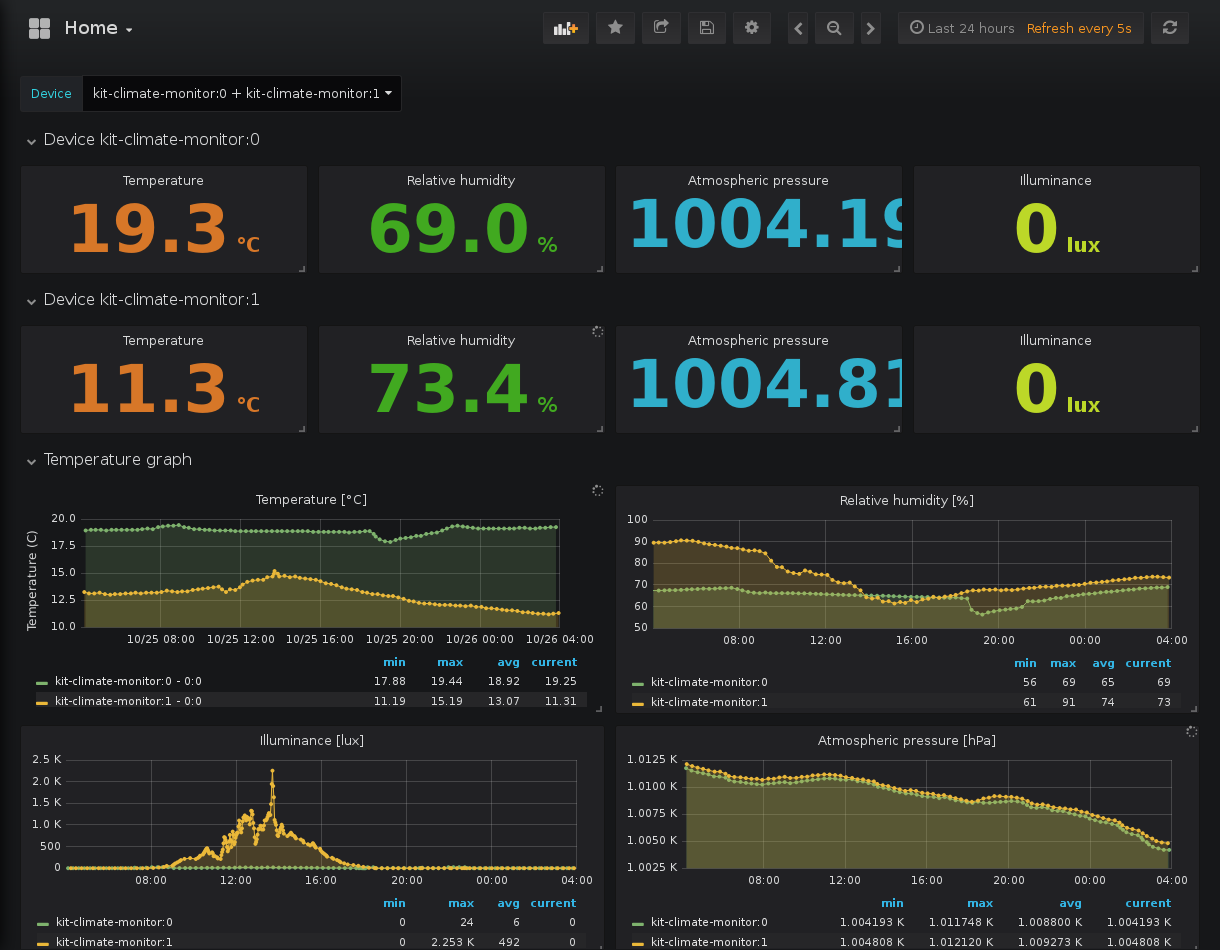 Home
Last 24 hours Refresh every 5s
Device kit-climate-monitor:0 + kit-climate-monitor:1
Device kit-climate-monitor:0
Temperature Relative humidity Atmospheric pressure Illuminance
19.3 °C 69.0 % 1004.19 0 lux
Device kit-climate-monitor:1
Temperature Relative humidity Atmospheric pressure Illuminance
11.3 °C 73.4 % 1004.81 0 lux
Temperature graph
Temperature [°C]
Temperature (C)
20.0
17.5
15.0
12.5
10.0
10/25 08:00 10/25 12:00 10/25 16:00 10/25 20:00 10/26 00:00 10/26 04:00
min max avg current
kit-climate-monitor:0 - 0:0 17.88 19.44 18.92 19.25
kit-climate-monitor:1 - 0:0 11.19 15.19 13.07 11.31
Relative humidity [%]
100
90
80
70
60
50
08:00 12:00 16:00 20:00 00:00 04:00
min max avg current
kit-climate-monitor:0 56 69 65 69
kit-climate-monitor:1 61 91 74 73
Illuminance [lux]
2.5 K
2.0 K
1.5 K
1.0 K
500
0
08:00 12:00 16:00 20:00 00:00 04:00
min max avg current
kit-climate-monitor:0 0 24 6 0
kit-climate-monitor:1 0 2.253 K 492 0
Atmospheric pressure [hPa]
1.0125 K
1.0100 K
1.0075 K
1.0050 K
1.0025 K
08:00 12:00 16:00 20:00 00:00 04:00
min max avg current
kit-climate-monitor:0 1.004193 K 1.011748 K 1.008800 K 1.004193 K
kit-climate-monitor:1 1.004808 K 1.012120 K 1.009273 K 1.004808 K